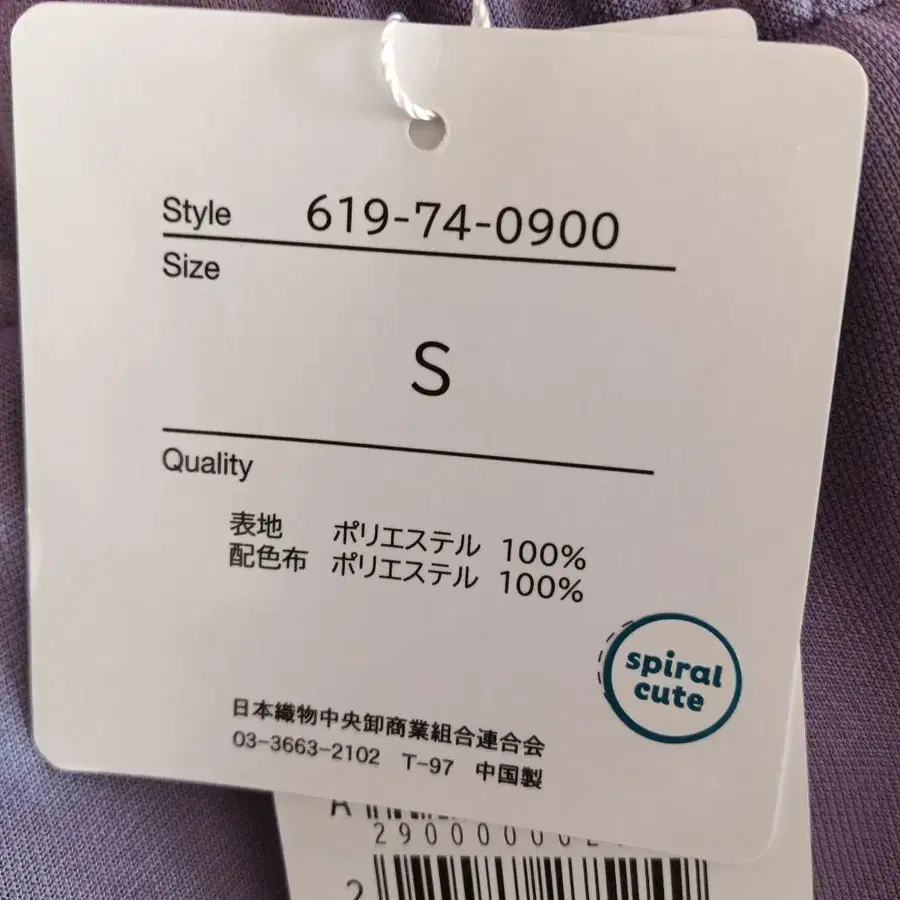 Style 619-74-0900
Size
S
Quality
表地 ポリエステル 100%
配色布 ポリエステル 100%
spiral
cute
日本織物中央卸商業組合連合会
03-3663-2102 T-97 中国製
2